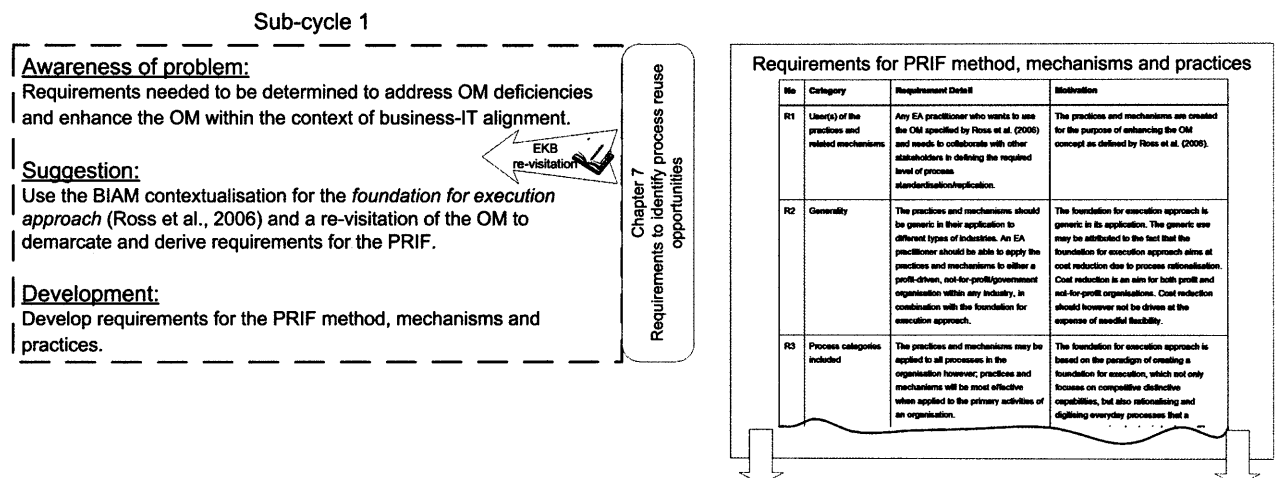 Sub-cycle 1
Awareness of problem:
Requirements needed to be determined to address OM deficiencies
and enhance the OM within the context of business-IT alignment.
Suggestion:
Use the BIAM contextualisation for the foundation for execution
approach (Ross et al., 2006) and a re-visitation of the OM to
demarcate and derive requirements for the PRIF.
Development:
Develop requirements for the PRIF method, mechanisms and
practices.
EKB
re-visitation
Chapter 7
Requirements to identify process reuse
opportunities
Requirements for PRIF method, mechanisms and practices
No Category Requirement Detail Motivation
R1
User(s) of the
practices and
related mechanisms
Any EA practitioner who wants to use
the OM specified by Ross et al. (2006)
and needs to collaborate with other
stakeholders in defining the required
level of process
standardisation/replication.
The practices and mechanisms are created
for the purpose of enhancing the OM
concept as defined by Ross et al. (2006).
R2
Generality
The practices and mechanisms should
be generic in their application to
different types of industries. An EA
practitioner should be able to apply the
practices and mechanisms to either a
profit-driven, not-for-profit/government
organisation within any industry, in
combination with the foundation for
execution approach.
The foundation for execution approach is
generic in its application. The generic use
may be attributed to the fact that the
foundation for execution approach aims at
cost reduction due to process rationalisation.
Cost reduction is an aim for both profit and
not-for-profit organisations. Cost reduction
should however not be driven at the
expense of needful flexibility.
R3
Process categories
included
The practices and mechanisms may be
applied to all processes in the
organisation however; practices and
mechanisms will be most effective
when applied to the primary activities of
an organisation.
The foundation for execution approach is
based on the paradigm of creating a
foundation for execution, which not only
focuses on competitive distinctive
capabilities, but also rationalising and
digitising everyday processes that a